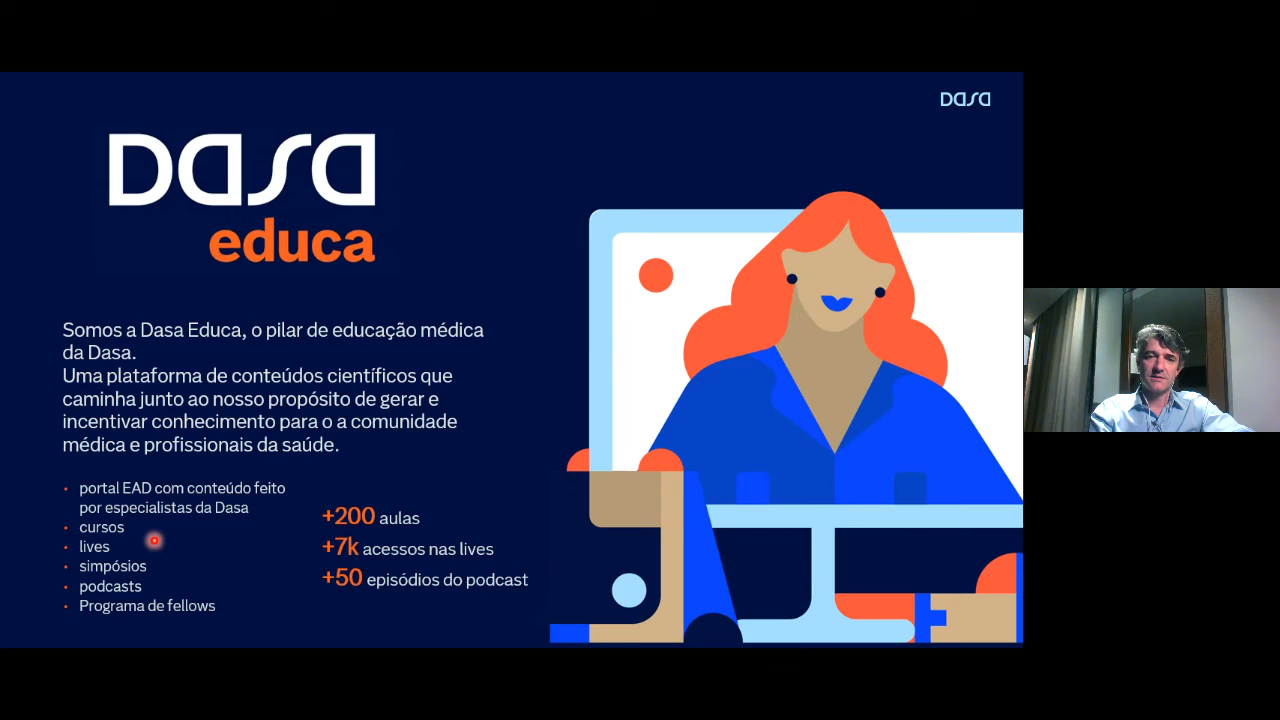 DASA
DASA
educa
Somos a Dasa Educa, o pilar de educação médica
da Dasa.
Uma plataforma de conteúdos científicos que
caminha junto ao nosso propósito de gerar e
incentivar conhecimento para o a comunidade
médica e profissionais da saúde.
• portal EAD com conteúdo feito
por especialistas da Dasa
• cursos
• lives
• simpósios
• podcasts
• Programa de fellows
+200 aulas
+7k acessos nas lives
+50 episódios do podcast